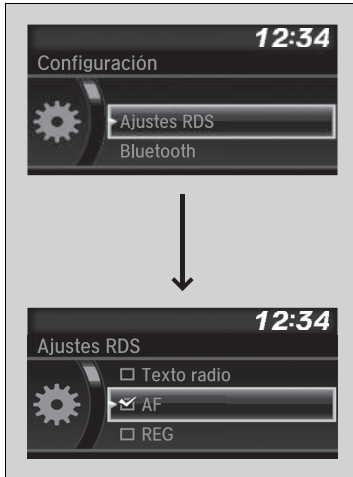 12:34
Configuración
Ajustes RDS
Bluetooth
12:34
Ajustes RDS
Texto radio
AF
REG